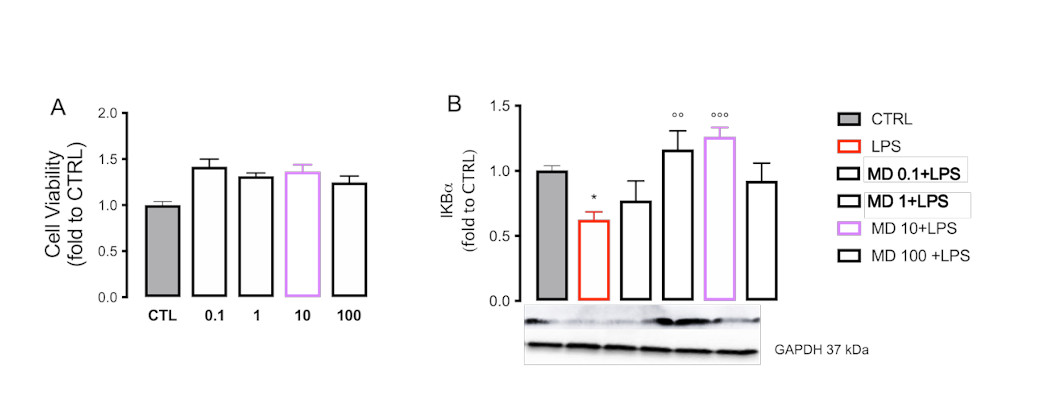 A
Cell Viability
(fold to CTRL)
2.0
1.5
1.0
0.5
0.0
CTL 0.1 1 10 100
B
IKBα
(fold to CTRL)
1.5
1.0
0.5
0.0
*
°°
°°°
CTRL
LPS
MD 0.1+LPS
MD 1+LPS
MD 10+LPS
MD 100 +LPS
GAPDH 37 kDa